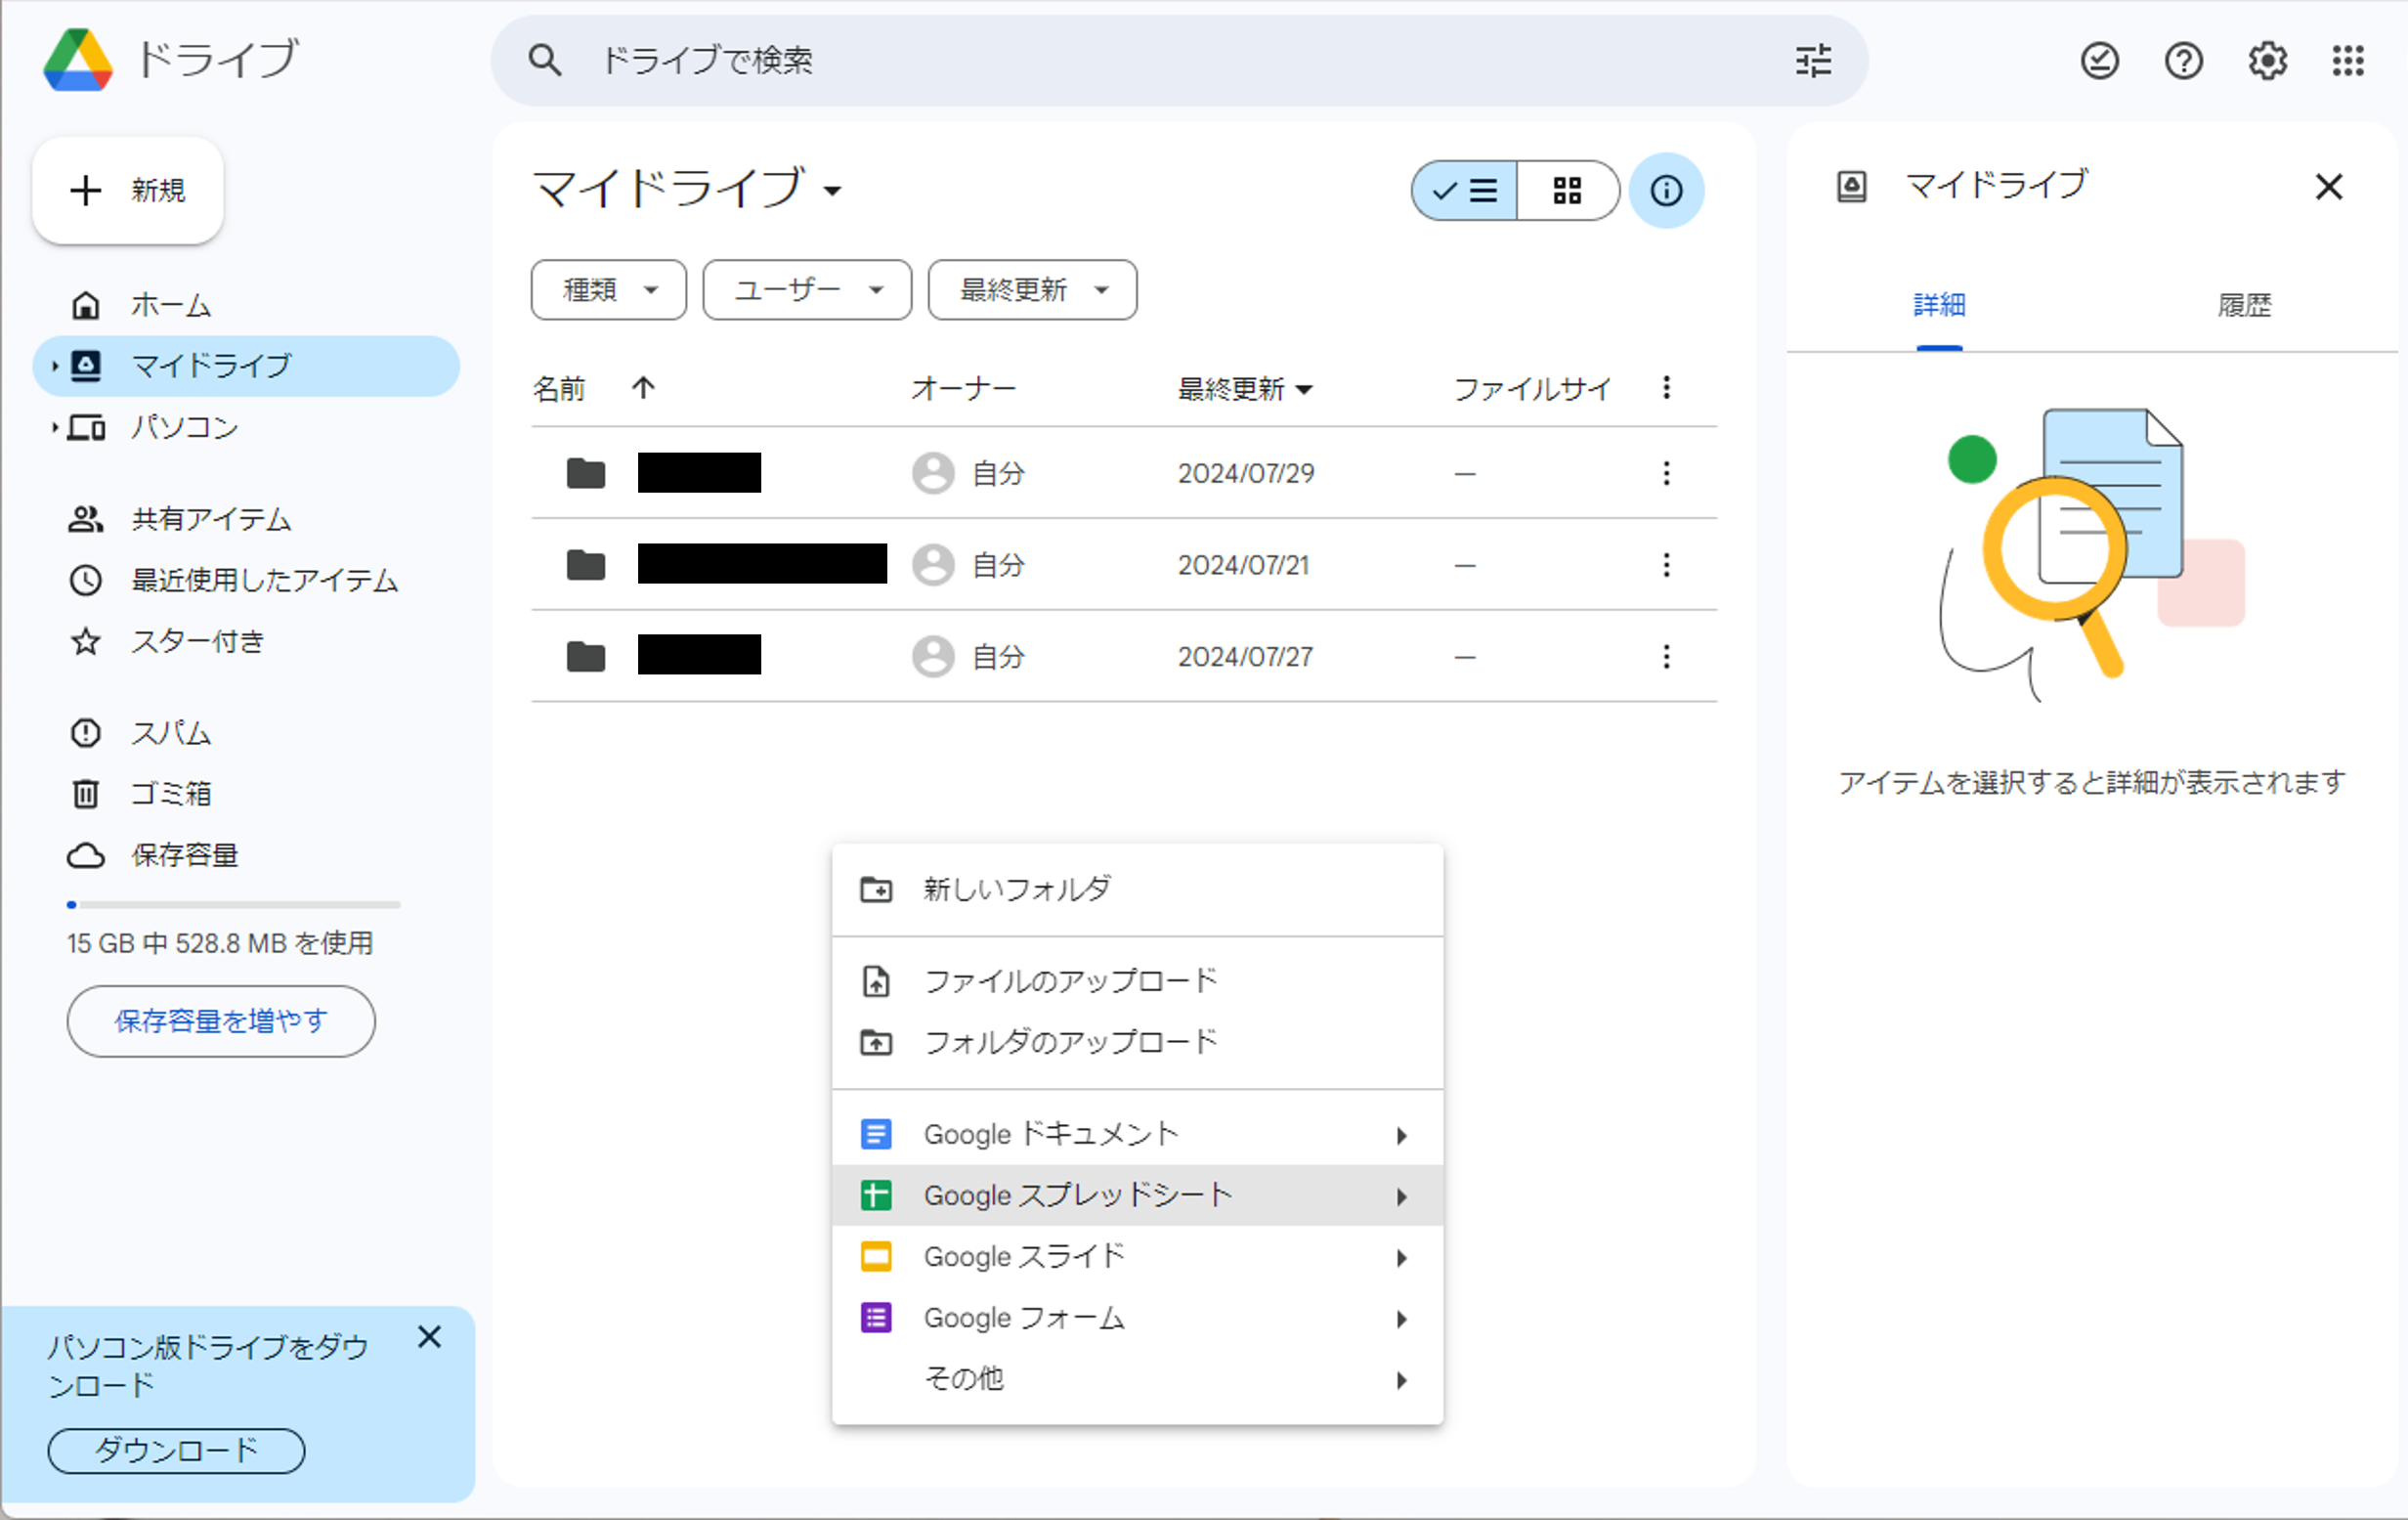 ドライブ
ドライブで検索
新規
ホーム
マイドライブ
パソコン
共有アイテム
最近使用したアイテム
スター付き
スパム
ゴミ箱
保存容量
15 GB 中 528.8 MB を使用
保存容量を増やす
パソコン版ドライブをダウ
ンロード
ダウンロード
マイドライブ
種類 ユーザー 最終更新
名前 オーナー 最終更新 ファイルサイ
自分 2024/07/29 —
自分 2024/07/21 —
自分 2024/07/27 —
新しいフォルダ
ファイルのアップロード
フォルダのアップロード
Google ドキュメント
Google スプレッドシート
Google スライド
Google フォーム
その他
マイドライブ
詳細 履歴
アイテムを選択すると詳細が表示されます